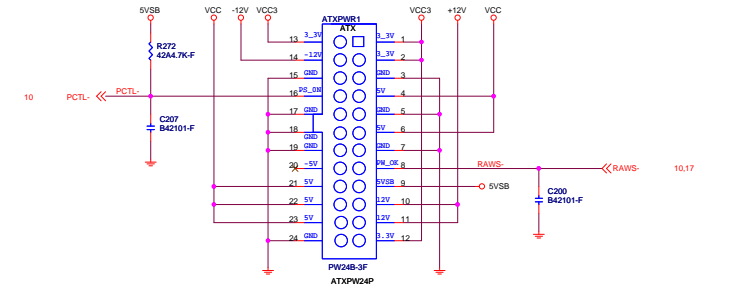 5VSB VCC -12V VCC3 VCC3 +12V VCC
ATXPWR1
ATX
R272
42A4.7K-F
13 3_3V 3_3V 1
14 -12V 3_3V 2
15 GND GND 3
10 PCTL- PCTL- 16 PS_ON 5V 4
17 GND GND 5
C207
B42101-F
18 GND 5V 6
19 GND GND 7
20 -5V PW_OK 8 RAWS- RAWS- 10,17
21 5V 5VSB 9 5VSB
22 5V 12V 10
C200
B42101-F
23 5V 12V 11
24 GND 3.3V 12
PW24B-3F
ATXPW24P